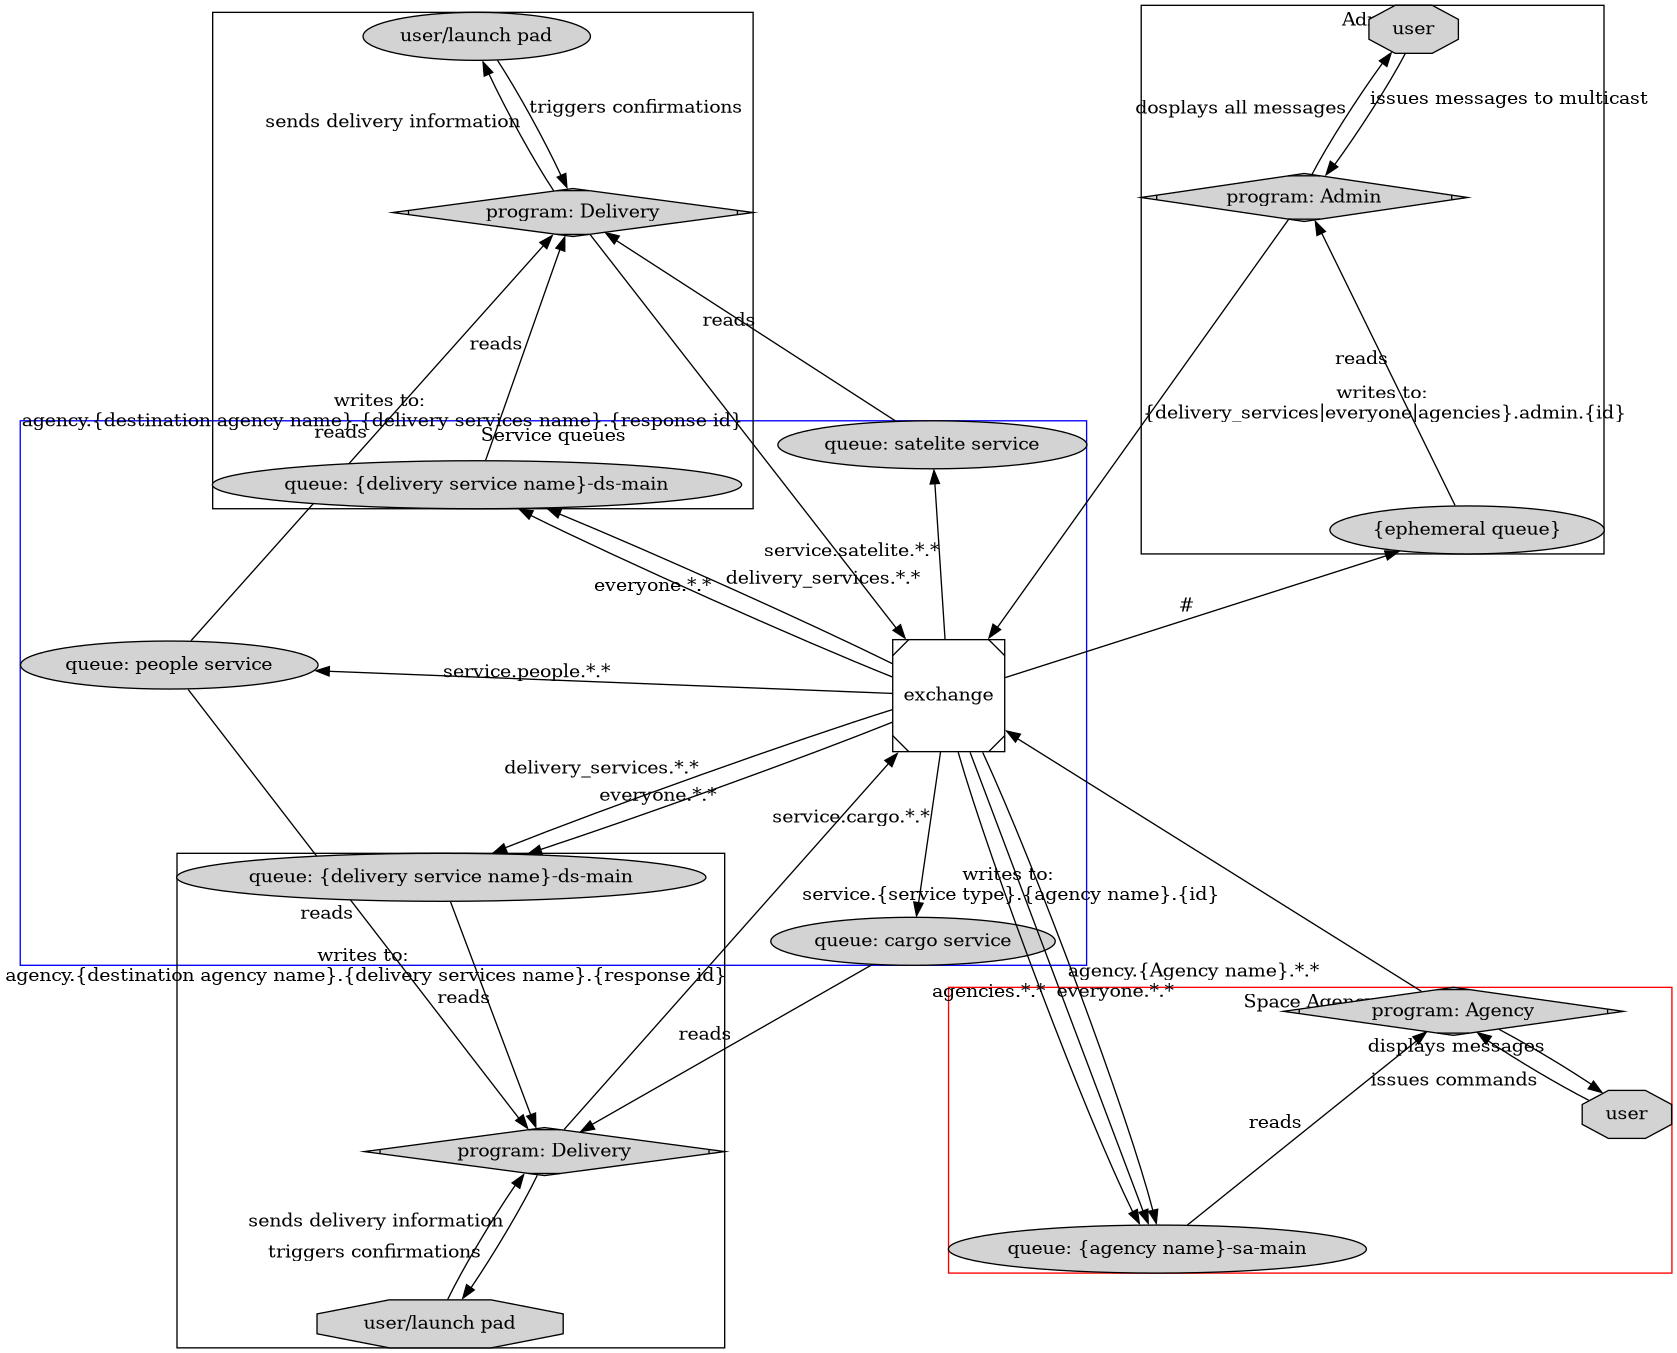 user/launch pad
user
issues messages to multicast
dosplays all messages
triggers confirmations
sends delivery information
program: Admin
program: Delivery
reads
reads
reads
writes to:
{delivery_services|everyone|agencies}.admin.{id}
writes to:
agency.{destination agency name}.{delivery services name}.{response id}
reads
Service queues
queue: satelite service
queue: {delivery service name}-ds-main
{ephemeral queue}
service.satelite.*.*
delivery_services.*.*
everyone.*.*
#
queue: people service
service.people.*.*
exchange
delivery_services.*.*
everyone.*.*
service.cargo.*.*
writes to:
service.{service type}.{agency name}.{id}
queue: {delivery service name}-ds-main
reads
queue: cargo service
writes to:
agency.{destination agency name}.{delivery services name}.{response id}
agency.{Agency name}.*.*
agencies.*.*
everyone.*.*
reads
Space Agency
program: Agency
reads
displays messages
issues commands
user
reads
program: Delivery
sends delivery information
triggers confirmations
queue: {agency name}-sa-main
user/launch pad